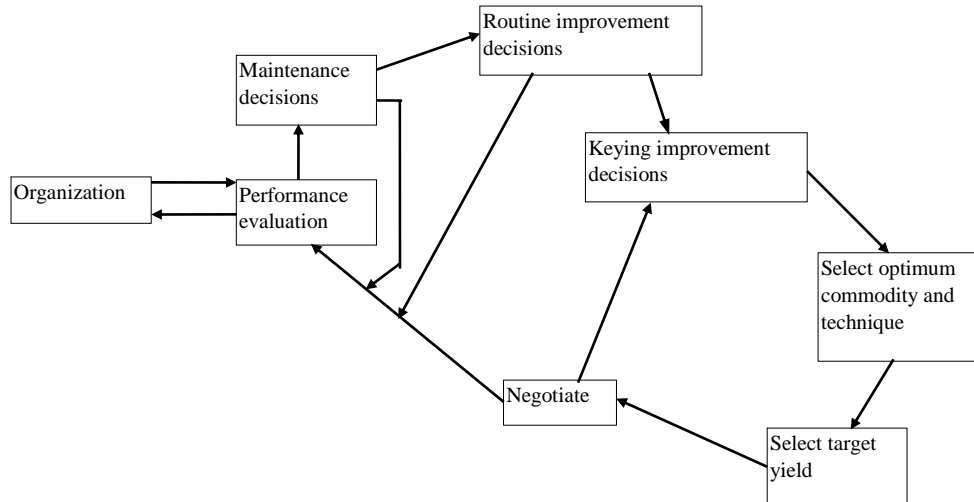 Routine improvement
decisions
Maintenance
decisions
Keying improvement
decisions
Organization
Performance
evaluation
Select optimum
commodity and
technique
Negotiate
Select target
yield